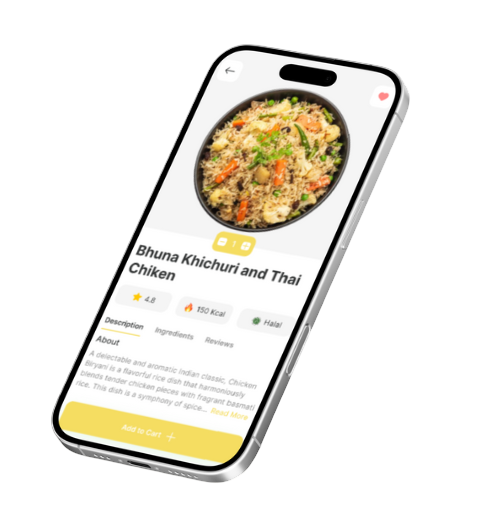 1
Bhuna Khichuri and Thai
Chiken
4.8
150 Kcal
Halal
Description Ingredients Reviews
About
A delectable and aromatic Indian classic, Chicken
Biryani is a flavorful rice dish that harmoniously
blends tender chicken pieces with fragrant basmati
rice. This dish is a symphony of spice... Read More
Add to Cart